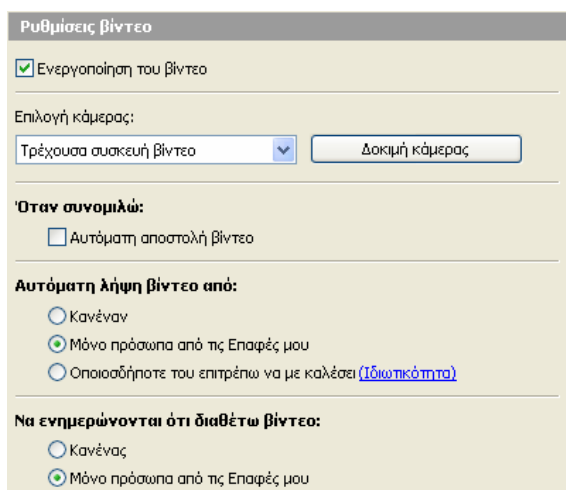 Ρυθμίσεις βίντεο
Ενεργοποίηση του βίντεο
Επιλογή κάμερας:
Τρέχουσα συσκευή βίντεο Δοκιμή κάμερας
Όταν συνομιλώ:
Αυτόματη αποστολή βίντεο
Αυτόματη λήψη βίντεο από:
Κανέναν
Μόνο πρόσωπα από τις Επαφές μου
Οποιοσδήποτε του επιτρέπω να με καλέσει (Ιδιωτικότητα)
Να ενημερώνονται ότι διαθέτω βίντεο:
Κανένας
Μόνο πρόσωπα από τις Επαφές μου